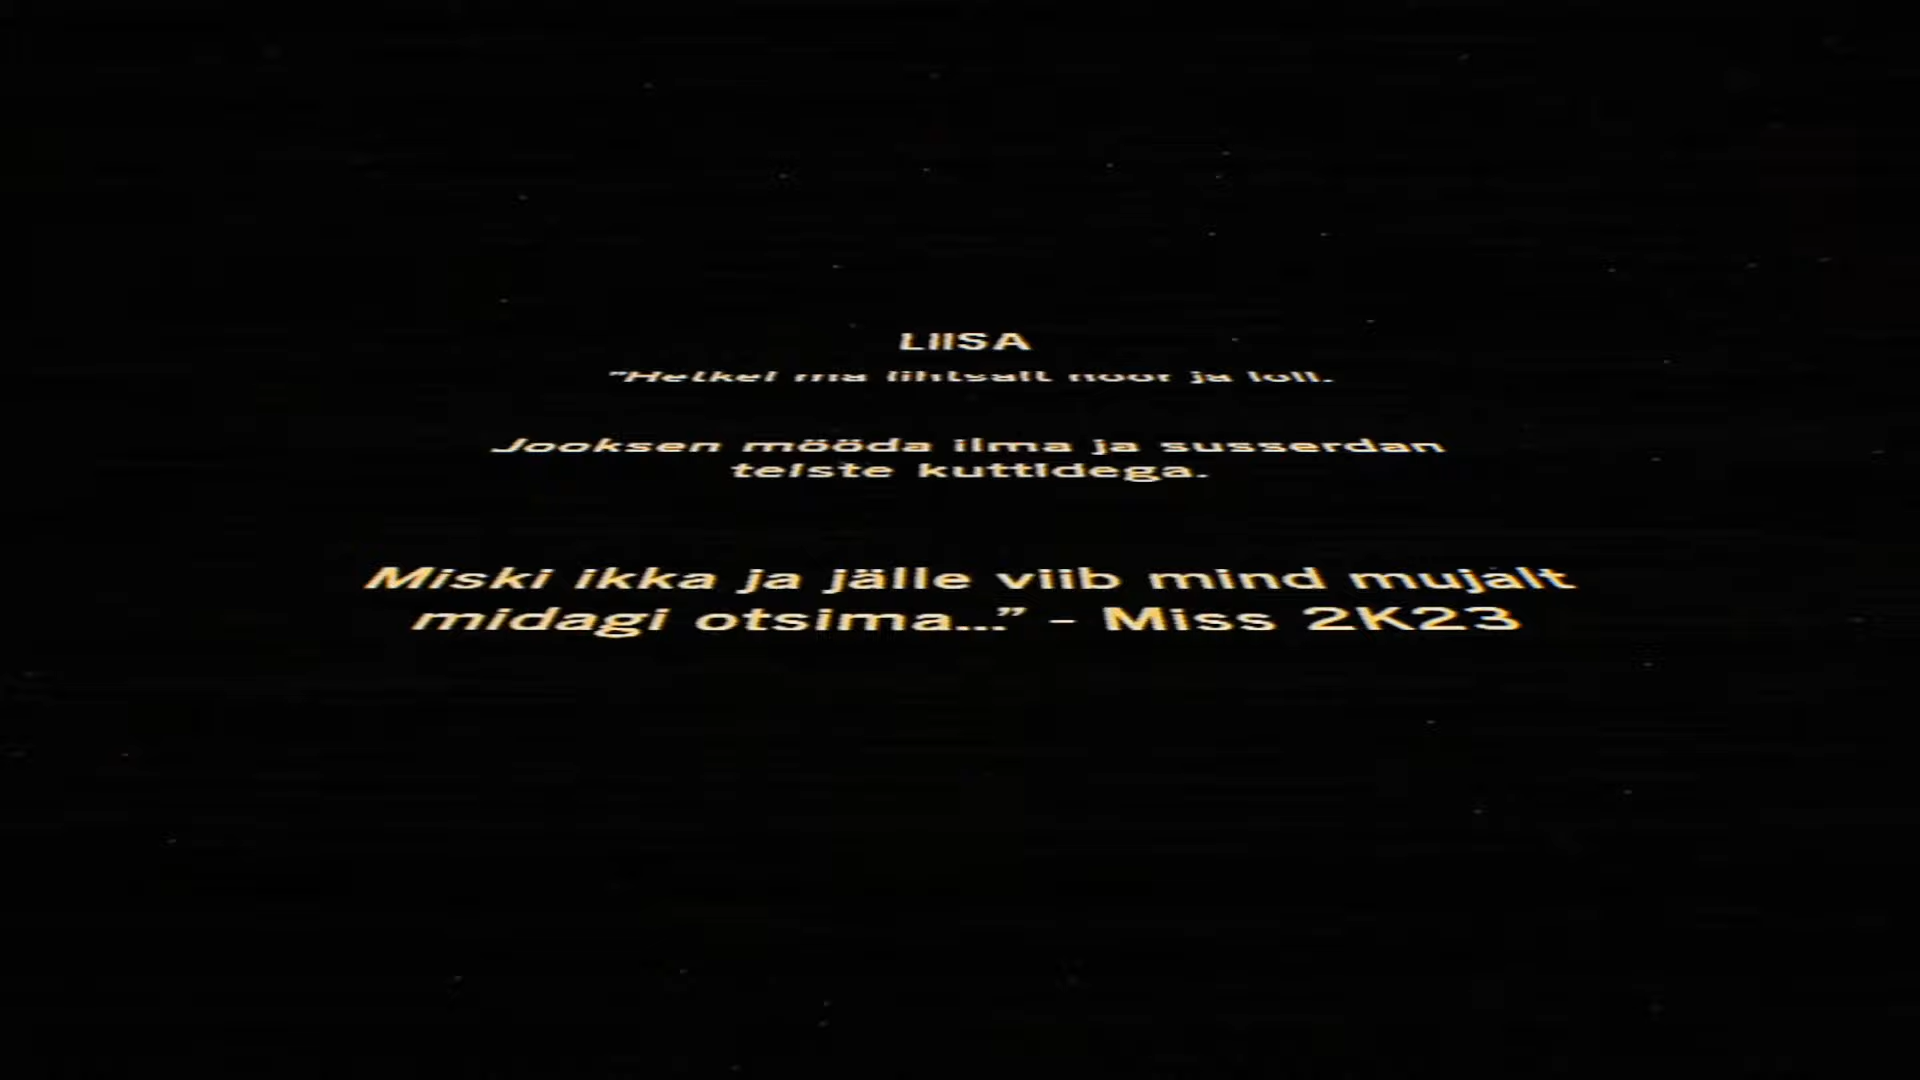 LIISA
"Hetkel ma lihtsalt noor ja loll.
Jooksen mööda ilma ja susserdan
teiste kuttidega.
Miski ikka ja jälle viib mind mujalt
midagi otsima...” - Miss 2K23